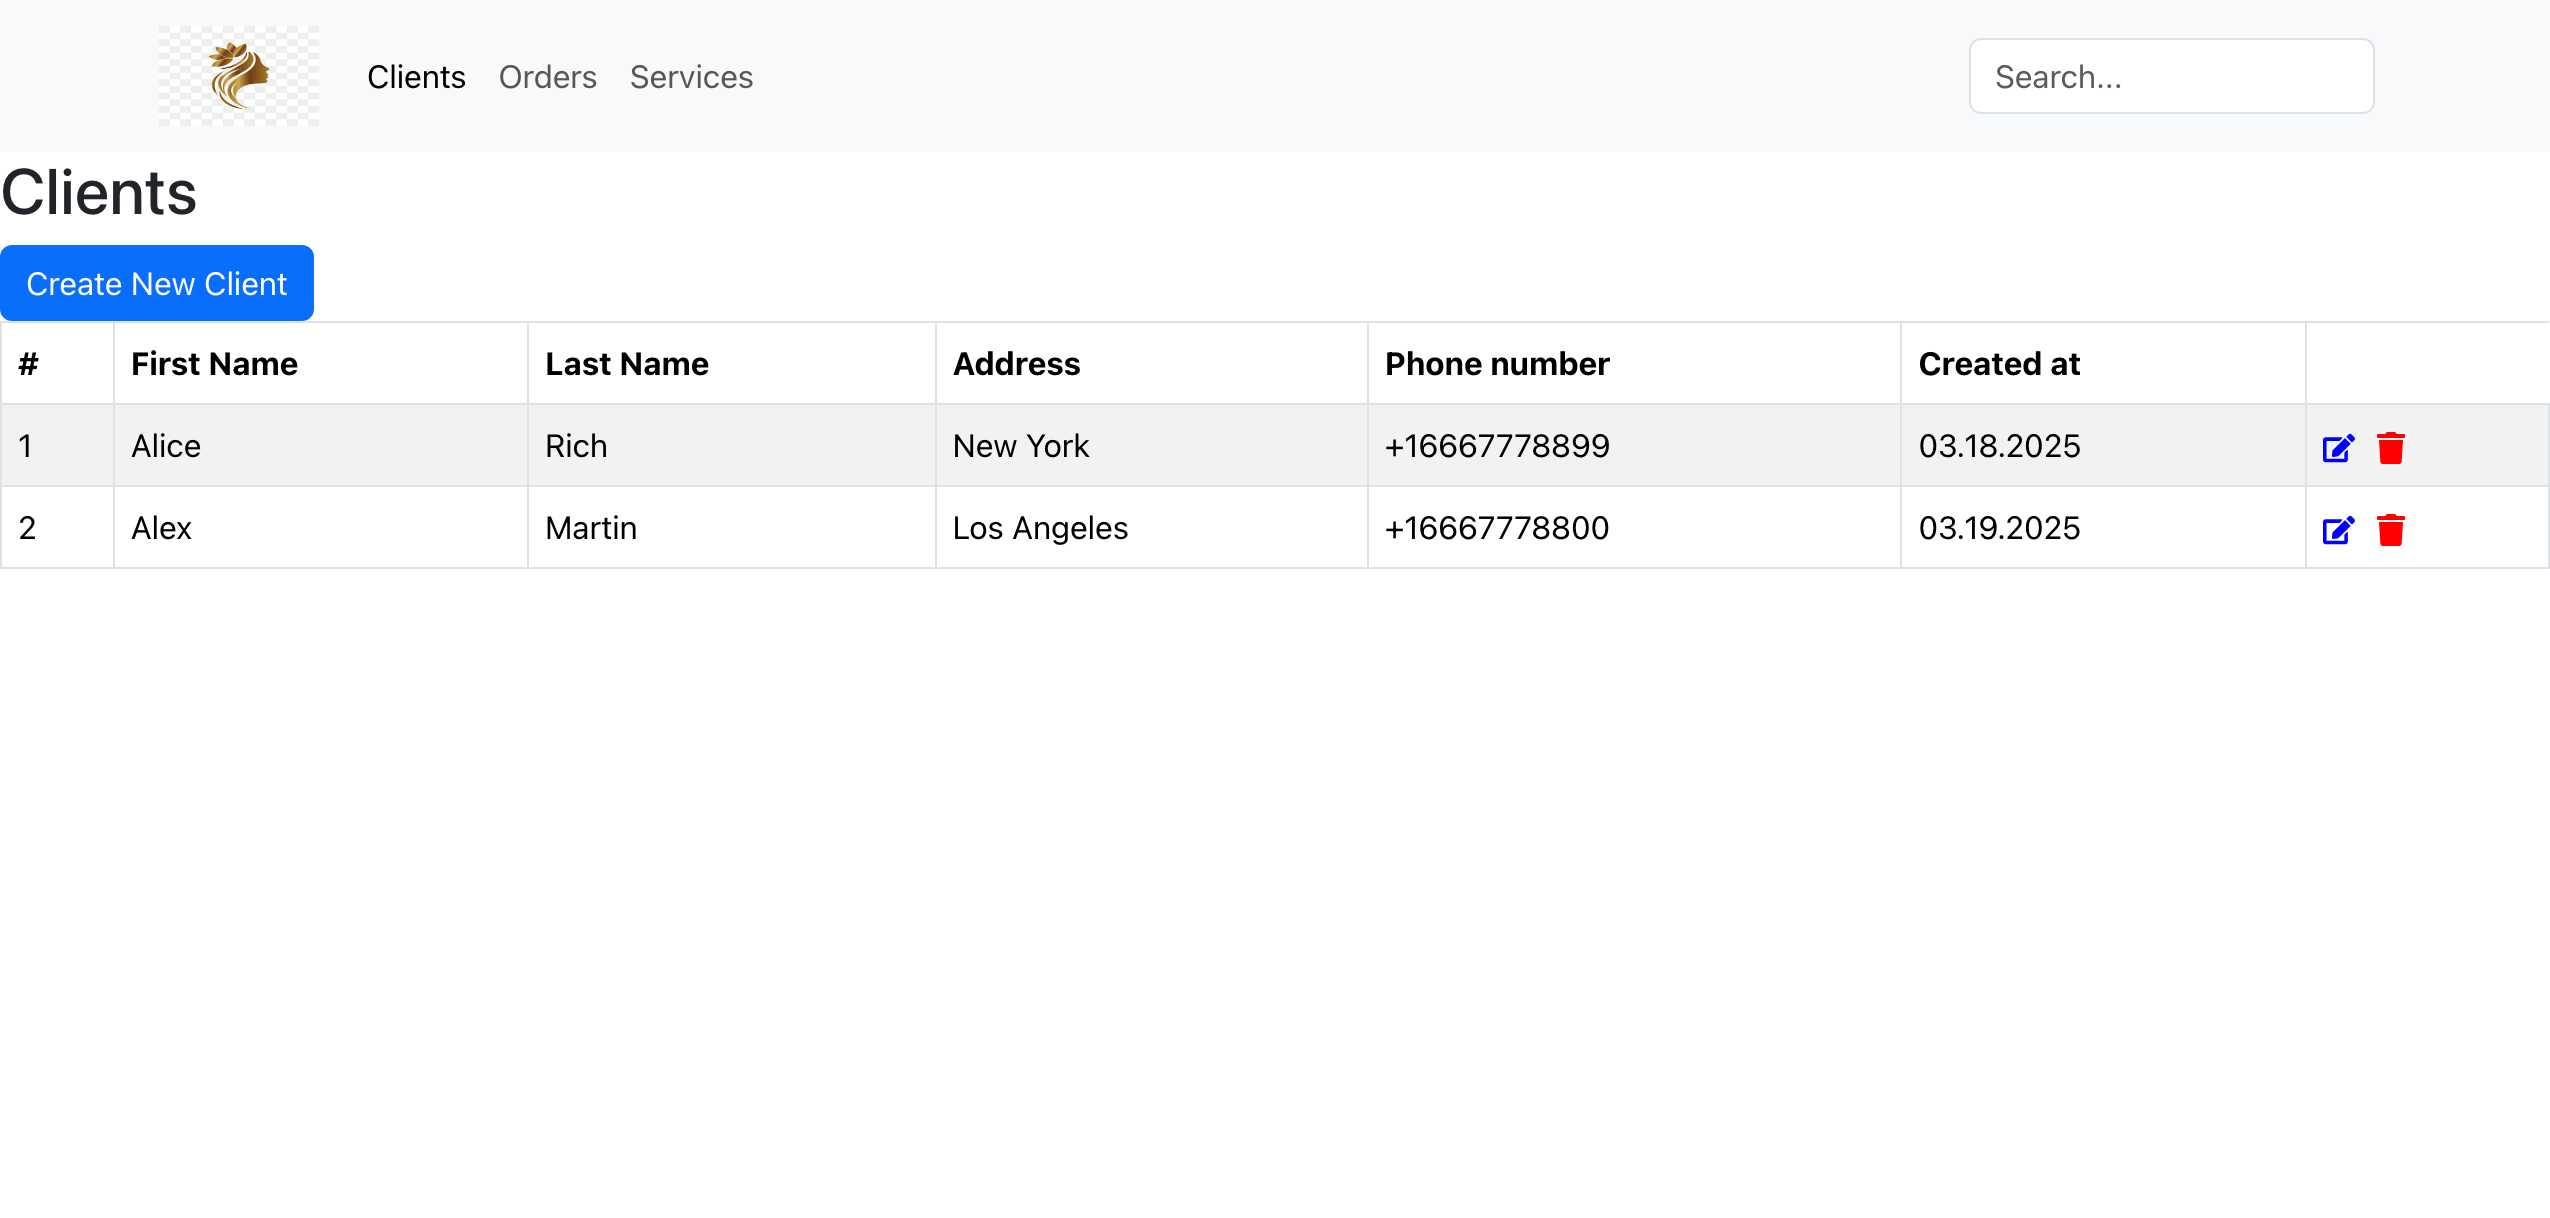 Clients Orders Services Search...
Clients
Create New Client
# First Name Last Name Address Phone number Created at
1 Alice Rich New York +16667778899 03.18.2025
2 Alex Martin Los Angeles +16667778800 03.19.2025